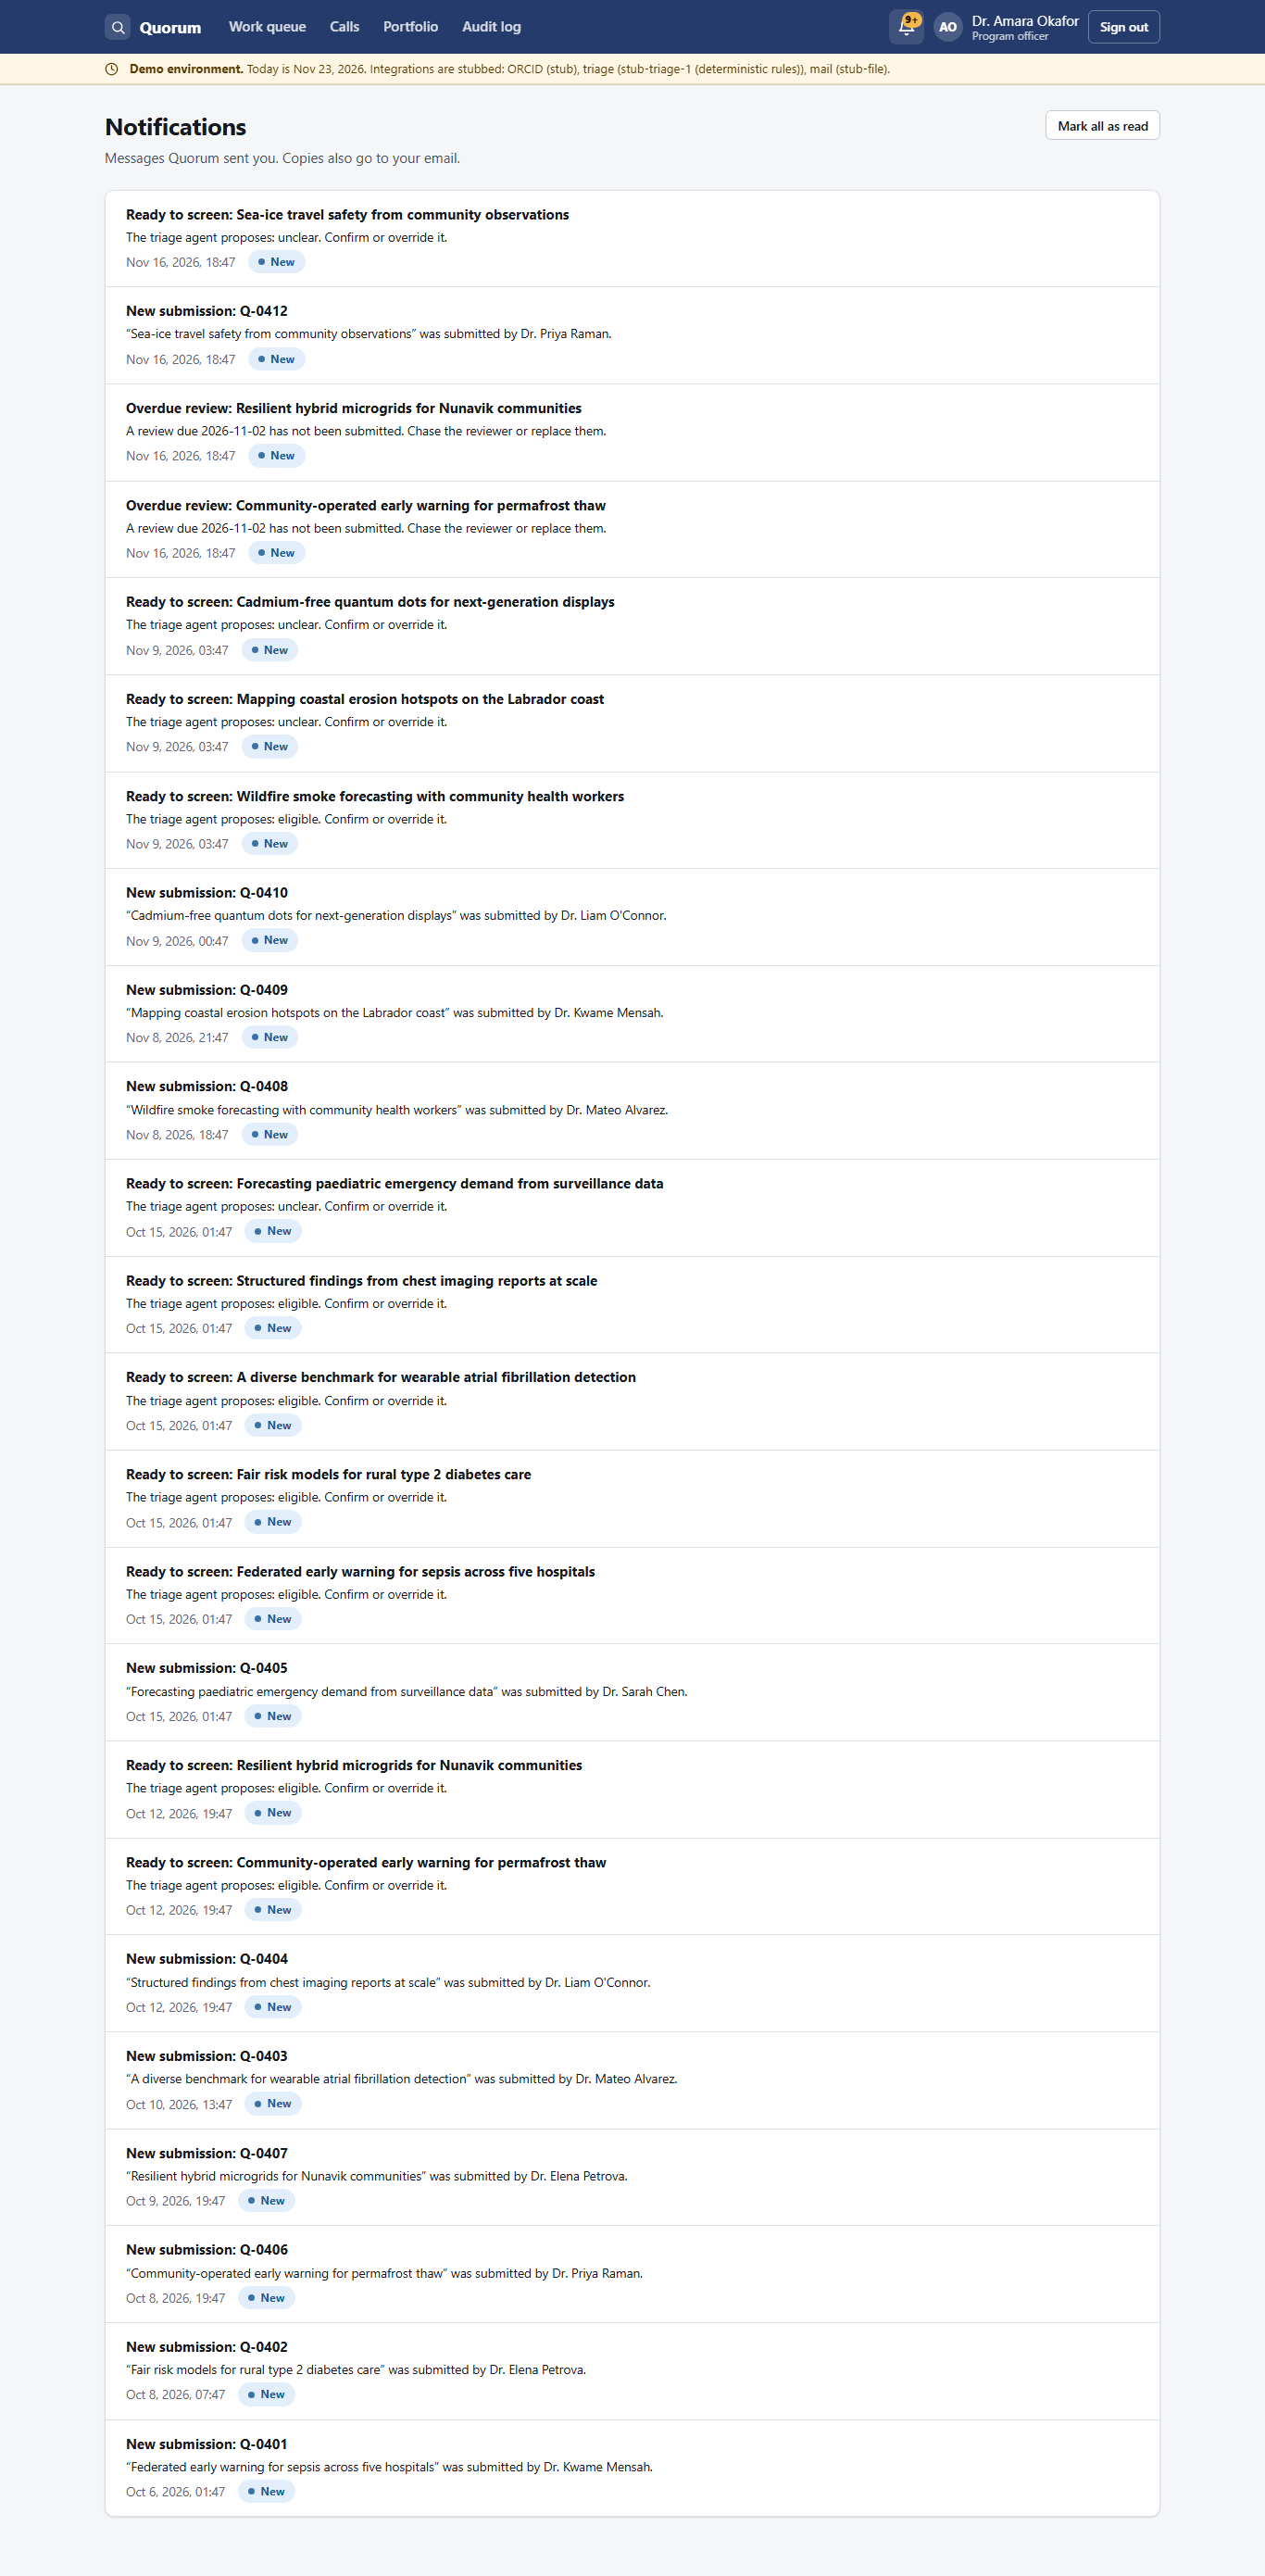 Quorum
Work queue
Calls
Portfolio
Audit log
9+
AO
Dr. Amara Okafor
Program officer
Sign out
Demo environment. Today is Nov 23, 2026. Integrations are stubbed: ORCID (stub), triage (stub-triage-1 (deterministic rules)), mail (stub-file).
Notifications
Mark all as read
Messages Quorum sent you. Copies also go to your email.
Ready to screen: Sea-ice travel safety from community observations
The triage agent proposes: unclear. Confirm or override it.
Nov 16, 2026, 18:47 New
New submission: Q-0412
“Sea-ice travel safety from community observations” was submitted by Dr. Priya Raman.
Nov 16, 2026, 18:47 New
Overdue review: Resilient hybrid microgrids for Nunavik communities
A review due 2026-11-02 has not been submitted. Chase the reviewer or replace them.
Nov 16, 2026, 18:47 New
Overdue review: Community-operated early warning for permafrost thaw
A review due 2026-11-02 has not been submitted. Chase the reviewer or replace them.
Nov 16, 2026, 18:47 New
Ready to screen: Cadmium-free quantum dots for next-generation displays
The triage agent proposes: unclear. Confirm or override it.
Nov 9, 2026, 03:47 New
Ready to screen: Mapping coastal erosion hotspots on the Labrador coast
The triage agent proposes: unclear. Confirm or override it.
Nov 9, 2026, 03:47 New
Ready to screen: Wildfire smoke forecasting with community health workers
The triage agent proposes: eligible. Confirm or override it.
Nov 9, 2026, 03:47 New
New submission: Q-0410
“Cadmium-free quantum dots for next-generation displays” was submitted by Dr. Liam O'Connor.
Nov 9, 2026, 00:47 New
New submission: Q-0409
“Mapping coastal erosion hotspots on the Labrador coast” was submitted by Dr. Kwame Mensah.
Nov 8, 2026, 21:47 New
New submission: Q-0408
“Wildfire smoke forecasting with community health workers” was submitted by Dr. Mateo Alvarez.
Nov 8, 2026, 18:47 New
Ready to screen: Forecasting paediatric emergency demand from surveillance data
The triage agent proposes: unclear. Confirm or override it.
Oct 15, 2026, 01:47 New
Ready to screen: Structured findings from chest imaging reports at scale
The triage agent proposes: eligible. Confirm or override it.
Oct 15, 2026, 01:47 New
Ready to screen: A diverse benchmark for wearable atrial fibrillation detection
The triage agent proposes: eligible. Confirm or override it.
Oct 15, 2026, 01:47 New
Ready to screen: Fair risk models for rural type 2 diabetes care
The triage agent proposes: eligible. Confirm or override it.
Oct 15, 2026, 01:47 New
Ready to screen: Federated early warning for sepsis across five hospitals
The triage agent proposes: eligible. Confirm or override it.
Oct 15, 2026, 01:47 New
New submission: Q-0405
“Forecasting paediatric emergency demand from surveillance data” was submitted by Dr. Sarah Chen.
Oct 15, 2026, 01:47 New
Ready to screen: Resilient hybrid microgrids for Nunavik communities
The triage agent proposes: eligible. Confirm or override it.
Oct 12, 2026, 19:47 New
Ready to screen: Community-operated early warning for permafrost thaw
The triage agent proposes: eligible. Confirm or override it.
Oct 12, 2026, 19:47 New
New submission: Q-0404
“Structured findings from chest imaging reports at scale” was submitted by Dr. Liam O'Connor.
Oct 12, 2026, 19:47 New
New submission: Q-0403
“A diverse benchmark for wearable atrial fibrillation detection” was submitted by Dr. Mateo Alvarez.
Oct 10, 2026, 13:47 New
New submission: Q-0407
“Resilient hybrid microgrids for Nunavik communities” was submitted by Dr. Elena Petrova.
Oct 9, 2026, 19:47 New
New submission: Q-0406
“Community-operated early warning for permafrost thaw” was submitted by Dr. Priya Raman.
Oct 8, 2026, 19:47 New
New submission: Q-0402
“Fair risk models for rural type 2 diabetes care” was submitted by Dr. Elena Petrova.
Oct 8, 2026, 07:47 New
New submission: Q-0401
“Federated early warning for sepsis across five hospitals” was submitted by Dr. Kwame Mensah.
Oct 6, 2026, 01:47 New